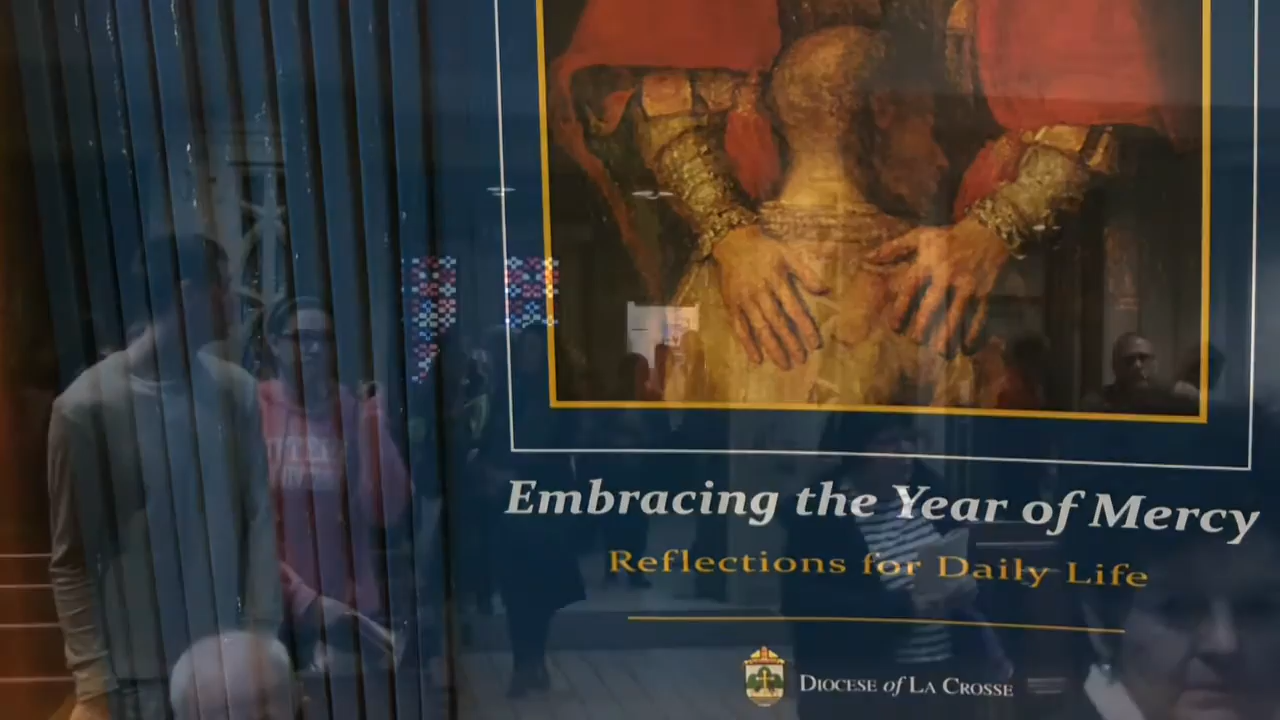 Embracing the Year of Mercy
Reflections for Daily Life
DIOCESE of LA CROSSE